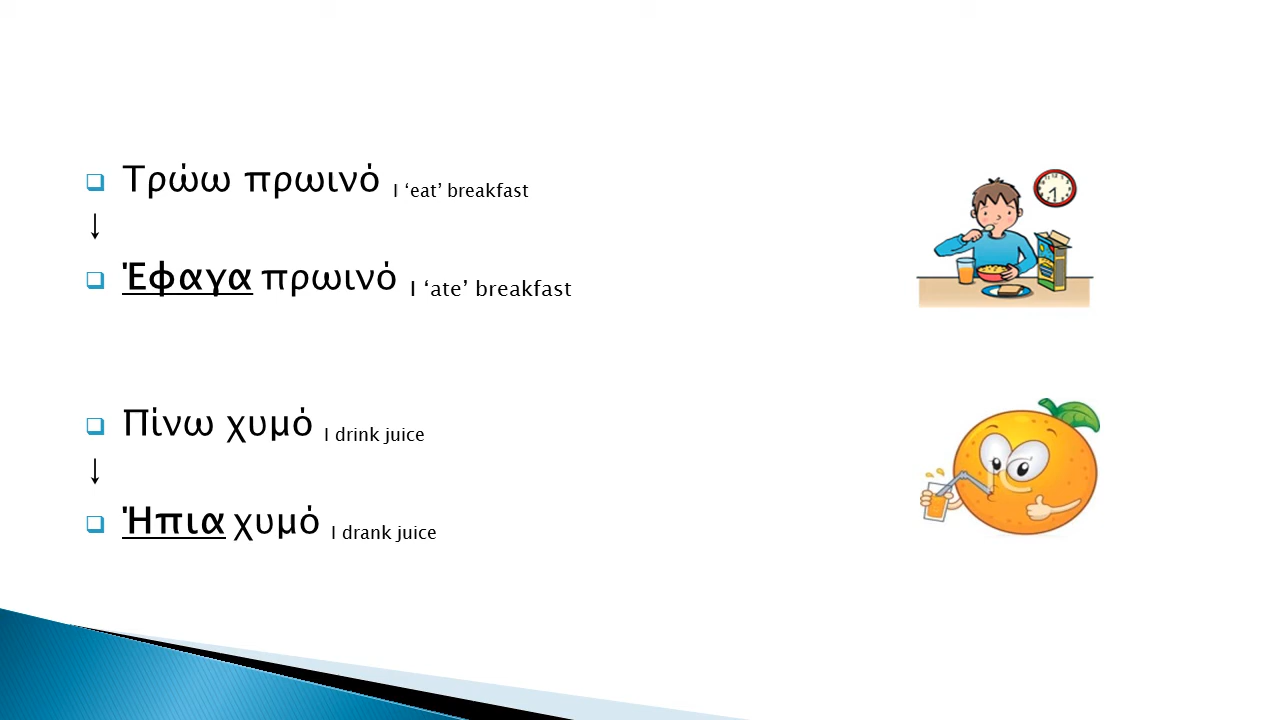 Τρώω πρωινό I ‘eat’ breakfast
↓
Έφαγα πρωινό I ‘ate’ breakfast
Πίνω χυμό I drink juice
↓
Ήπια χυμό I drank juice